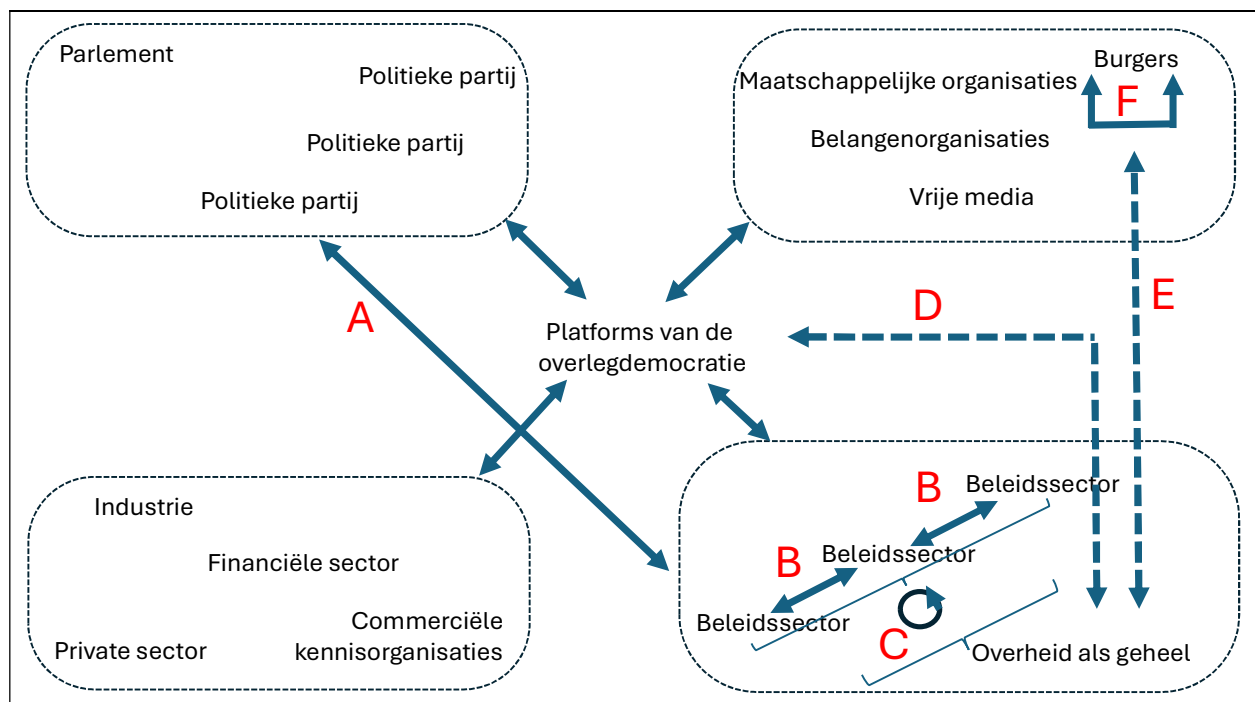 Parlement
Politieke partij
Politieke partij
Politieke partij
Burgers
Maatschappelijke organisaties
F
Belangenorganisaties
Vrije media
A
D
E
Platforms van de
overlegdemocratie
Industrie
Financiële sector
Commerciële
kennisorganisaties
Private sector
B
Beleidssector
B
Beleidssector
Beleidssector
C
Overheid als geheel